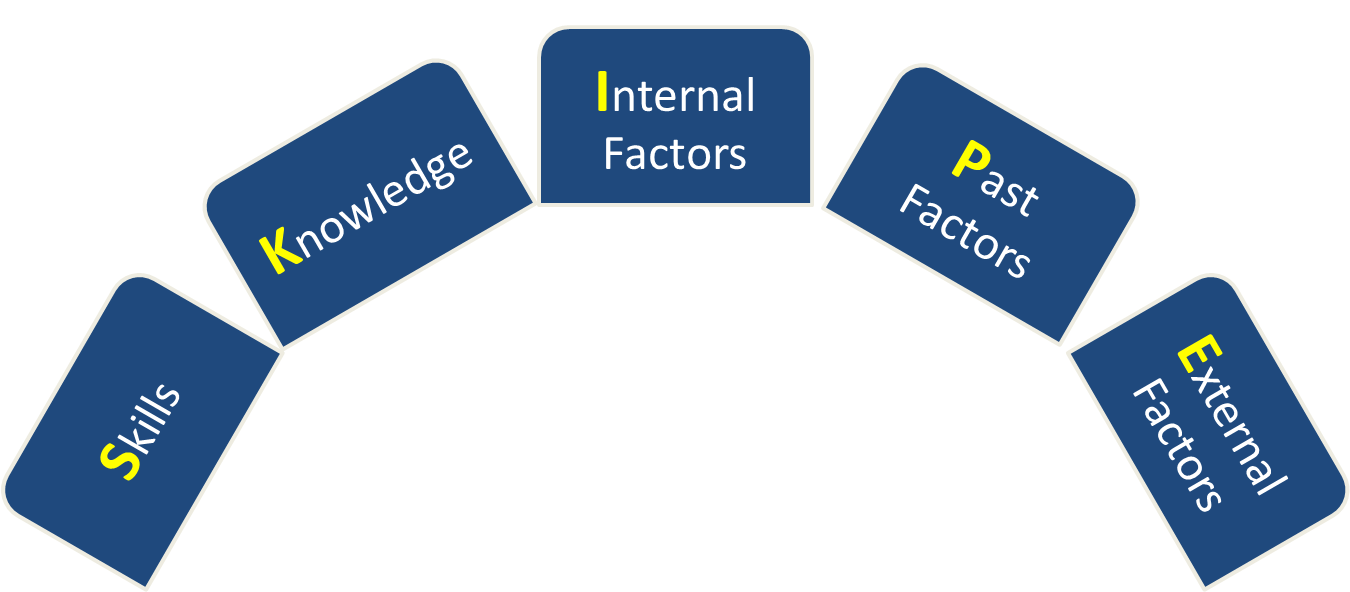 Skills
Knowledge
Internal
Factors
Past
Factors
External
Factors